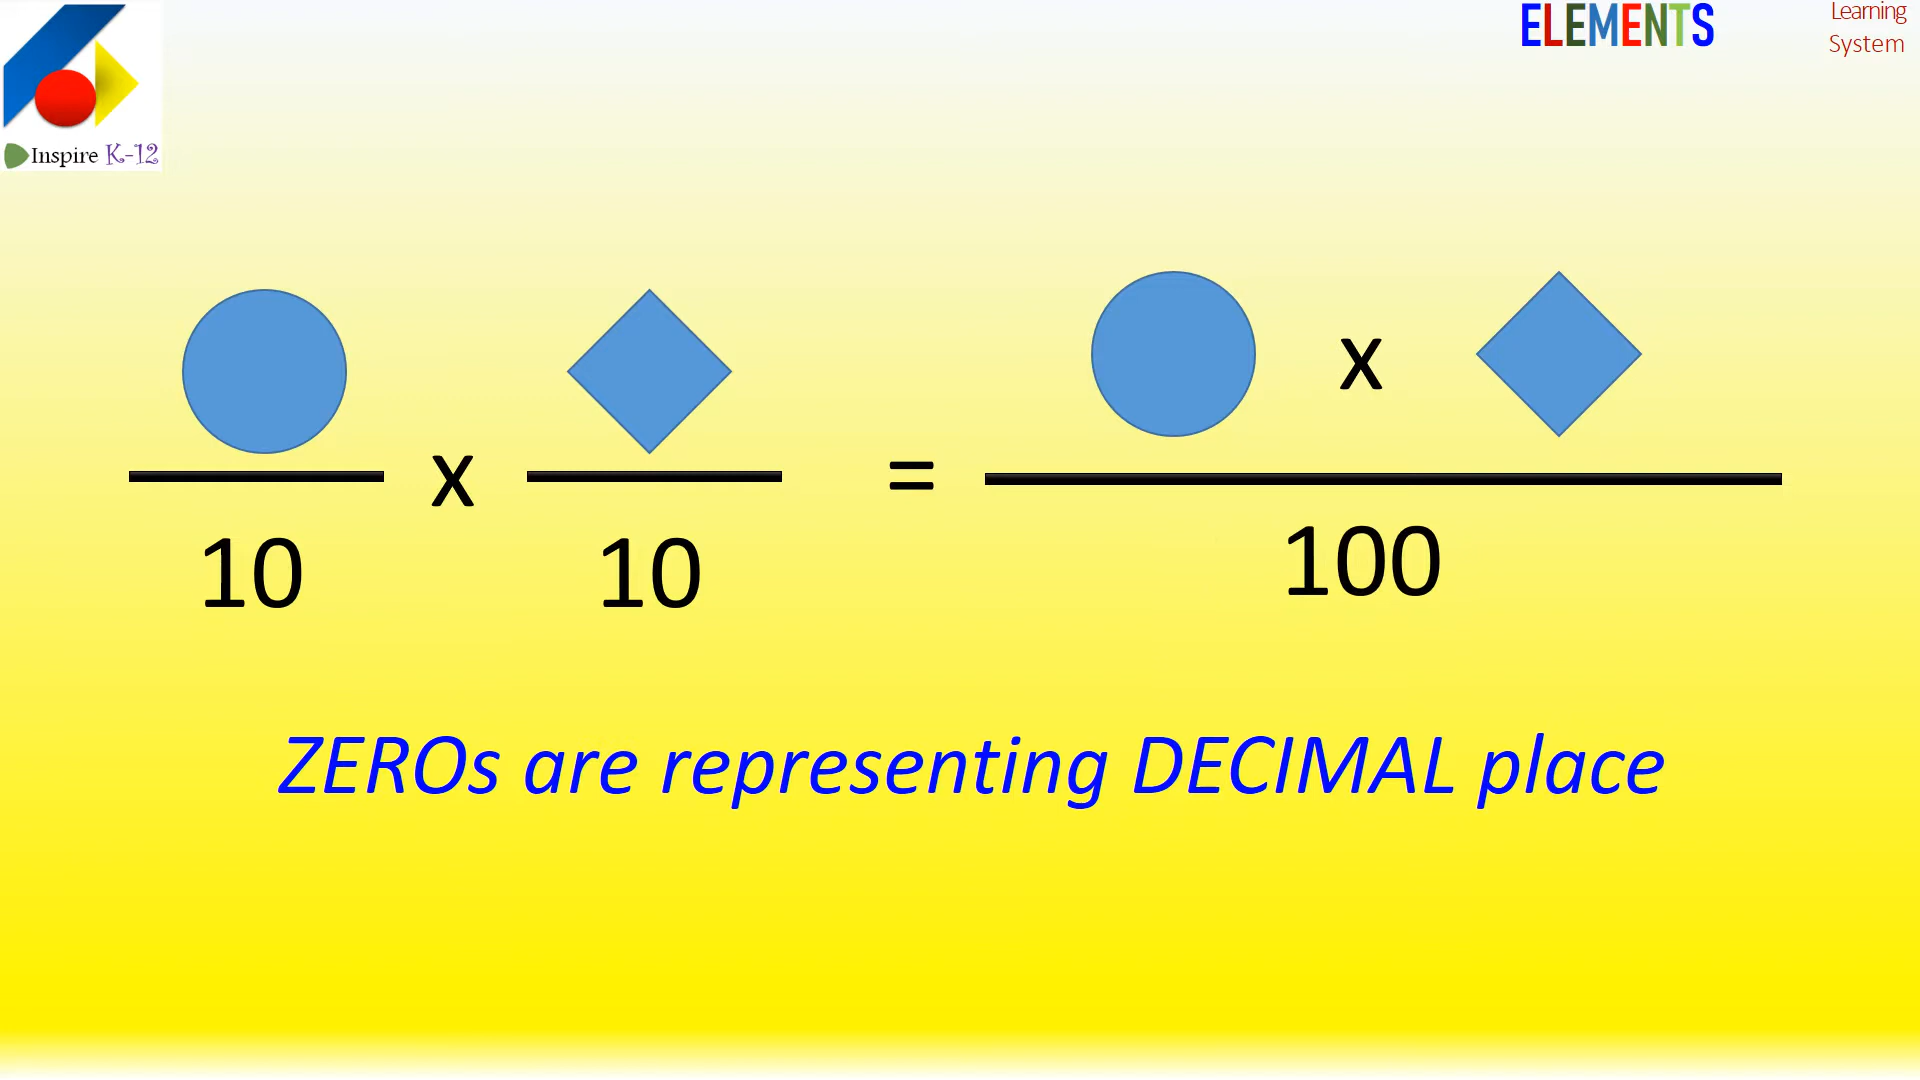 ELEMENTS
Learning
System
Inspire K-12
x
x
=
10
10
100
ZEROs are representing DECIMAL place